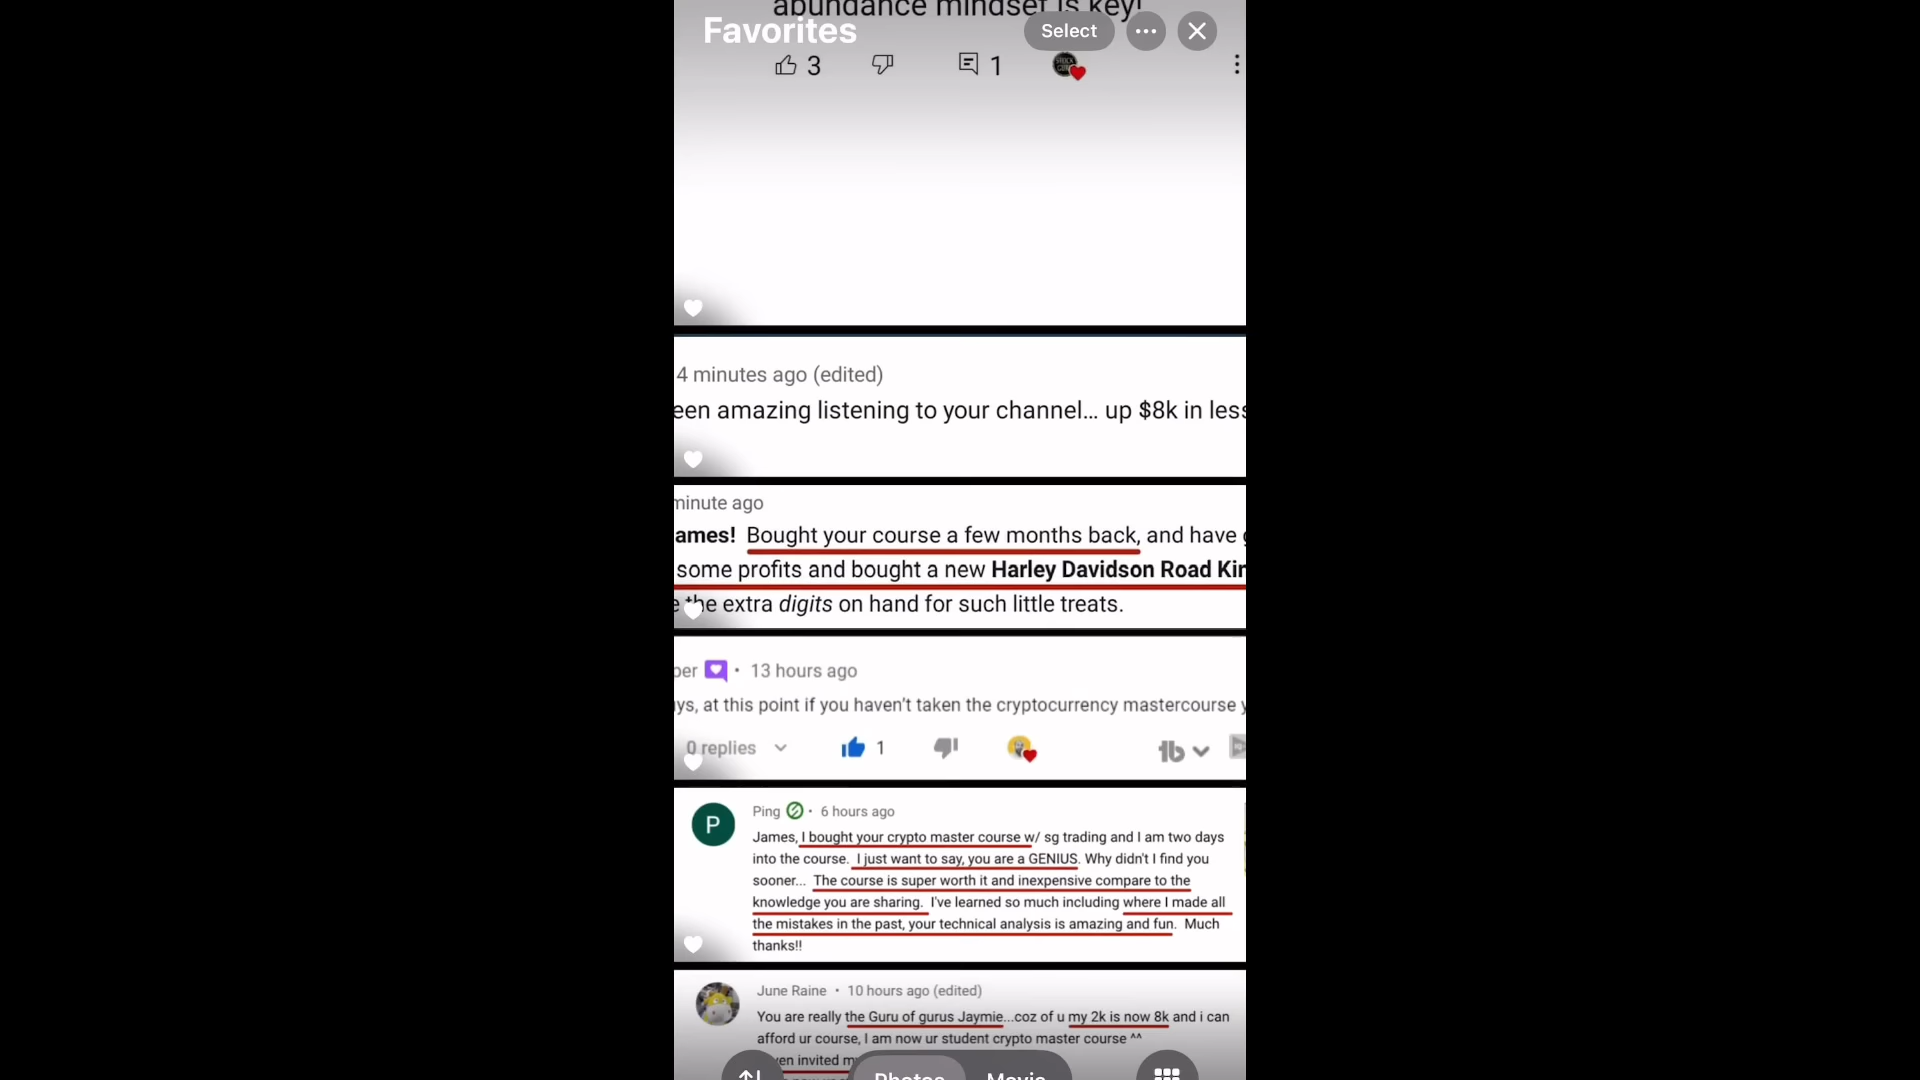 abundance mindset is key!
Favorites
Select
3
1
4 minutes ago (edited)
een amazing listening to your channel... up $8k in less
minute ago
ames! Bought your course a few months back, and have
some profits and bought a new Harley Davidson Road Kin
the extra digits on hand for such little treats.
per • 13 hours ago
ys, at this point if you haven't taken the cryptocurrency mastercourse y
0 replies
1
P
Ping • 6 hours ago
James, I bought your crypto master course w/ sg trading and I am two days
into the course. I just want to say, you are a GENIUS. Why didn't I find you
sooner... The course is super worth it and inexpensive compare to the
knowledge you are sharing. I've learned so much including where I made all
the mistakes in the past, your technical analysis is amazing and fun. Much
thanks!!
June Raine • 10 hours ago (edited)
You are really the Guru of gurus Jaymie...coz of u my 2k is now 8k and i can
afford ur course, I am now ur student crypto master course ^^
ven invited m
Photos
Movie